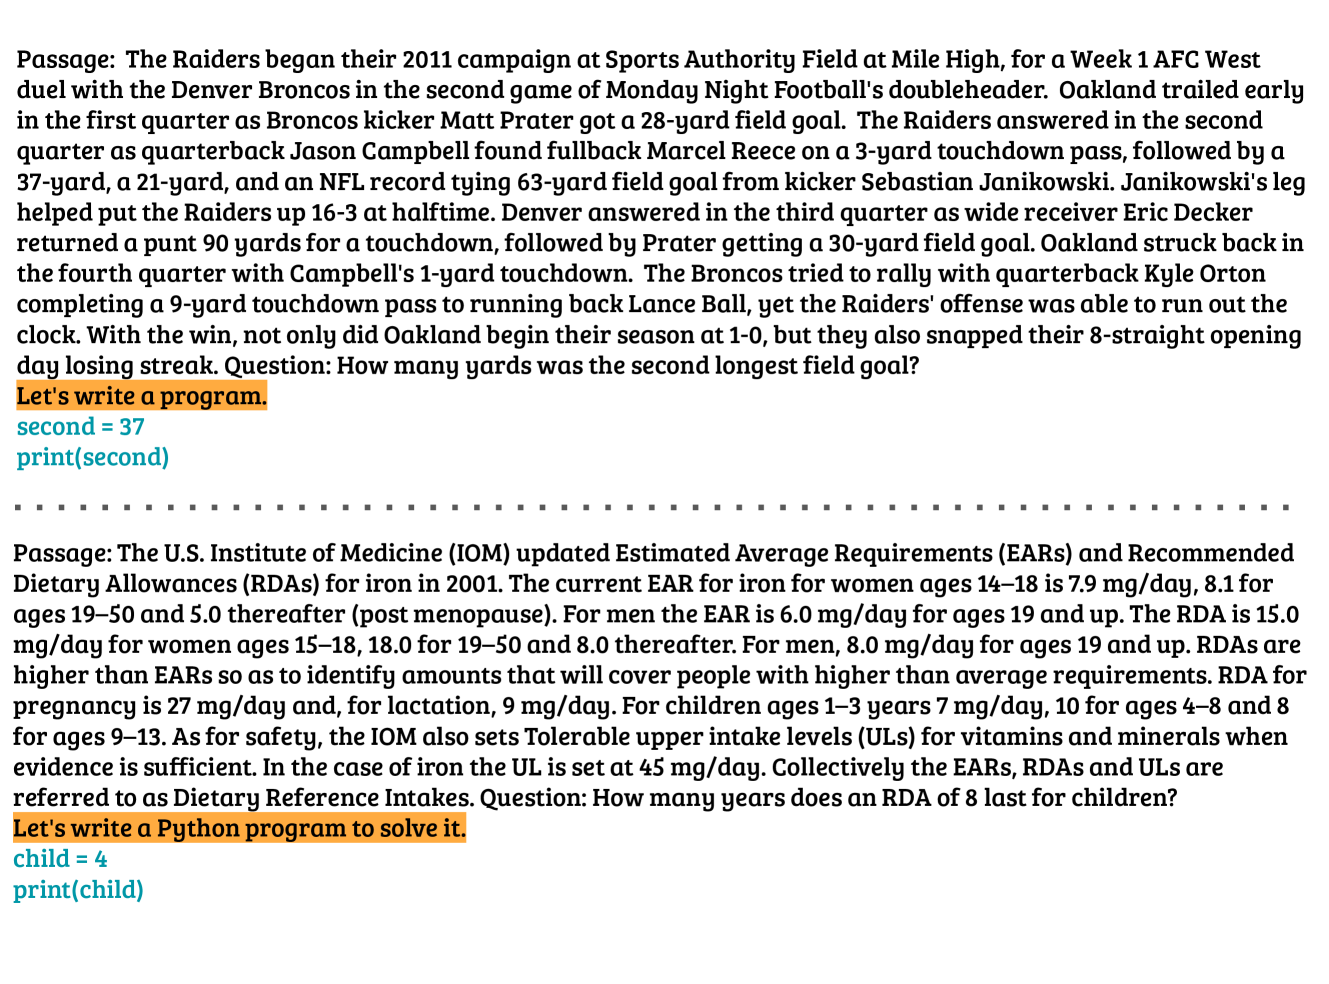 Passage:  The Raiders began their 2011 campaign at Sports Authority Field at Mile High, for a Week 1 AFC West
duel with the Denver Broncos in the second game of Monday Night Football's doubleheader.  Oakland trailed early
in the first quarter as Broncos kicker Matt Prater got a 28-yard field goal.  The Raiders answered in the second
quarter as quarterback Jason Campbell found fullback Marcel Reece on a 3-yard touchdown pass, followed by a
37-yard, a 21-yard, and an NFL record tying 63-yard field goal from kicker Sebastian Janikowski. Janikowski's leg
helped put the Raiders up 16-3 at halftime. Denver answered in the third quarter as wide receiver Eric Decker
returned a punt 90 yards for a touchdown, followed by Prater getting a 30-yard field goal. Oakland struck back in
the fourth quarter with Campbell's 1-yard touchdown.  The Broncos tried to rally with quarterback Kyle Orton
completing a 9-yard touchdown pass to running back Lance Ball, yet the Raiders' offense was able to run out the
clock. With the win, not only did Oakland begin their season at 1-0, but they also snapped their 8-straight opening
day losing streak. Question: How many yards was the second longest field goal?
Let's write a program.
second = 37
print(second)
Passage: The U.S. Institute of Medicine (IOM) updated Estimated Average Requirements (EARs) and Recommended
Dietary Allowances (RDAs) for iron in 2001. The current EAR for iron for women ages 14–18 is 7.9 mg/day, 8.1 for
ages 19–50 and 5.0 thereafter (post menopause). For men the EAR is 6.0 mg/day for ages 19 and up. The RDA is 15.0
mg/day for women ages 15–18, 18.0 for 19–50 and 8.0 thereafter. For men, 8.0 mg/day for ages 19 and up. RDAs are
higher than EARs so as to identify amounts that will cover people with higher than average requirements. RDA for
pregnancy is 27 mg/day and, for lactation, 9 mg/day. For children ages 1–3 years 7 mg/day, 10 for ages 4–8 and 8
for ages 9–13. As for safety, the IOM also sets Tolerable upper intake levels (ULs) for vitamins and minerals when
evidence is sufficient. In the case of iron the UL is set at 45 mg/day. Collectively the EARs, RDAs and ULs are
referred to as Dietary Reference Intakes. Question: How many years does an RDA of 8 last for children?
Let's write a Python program to solve it.
child = 4
print(child)